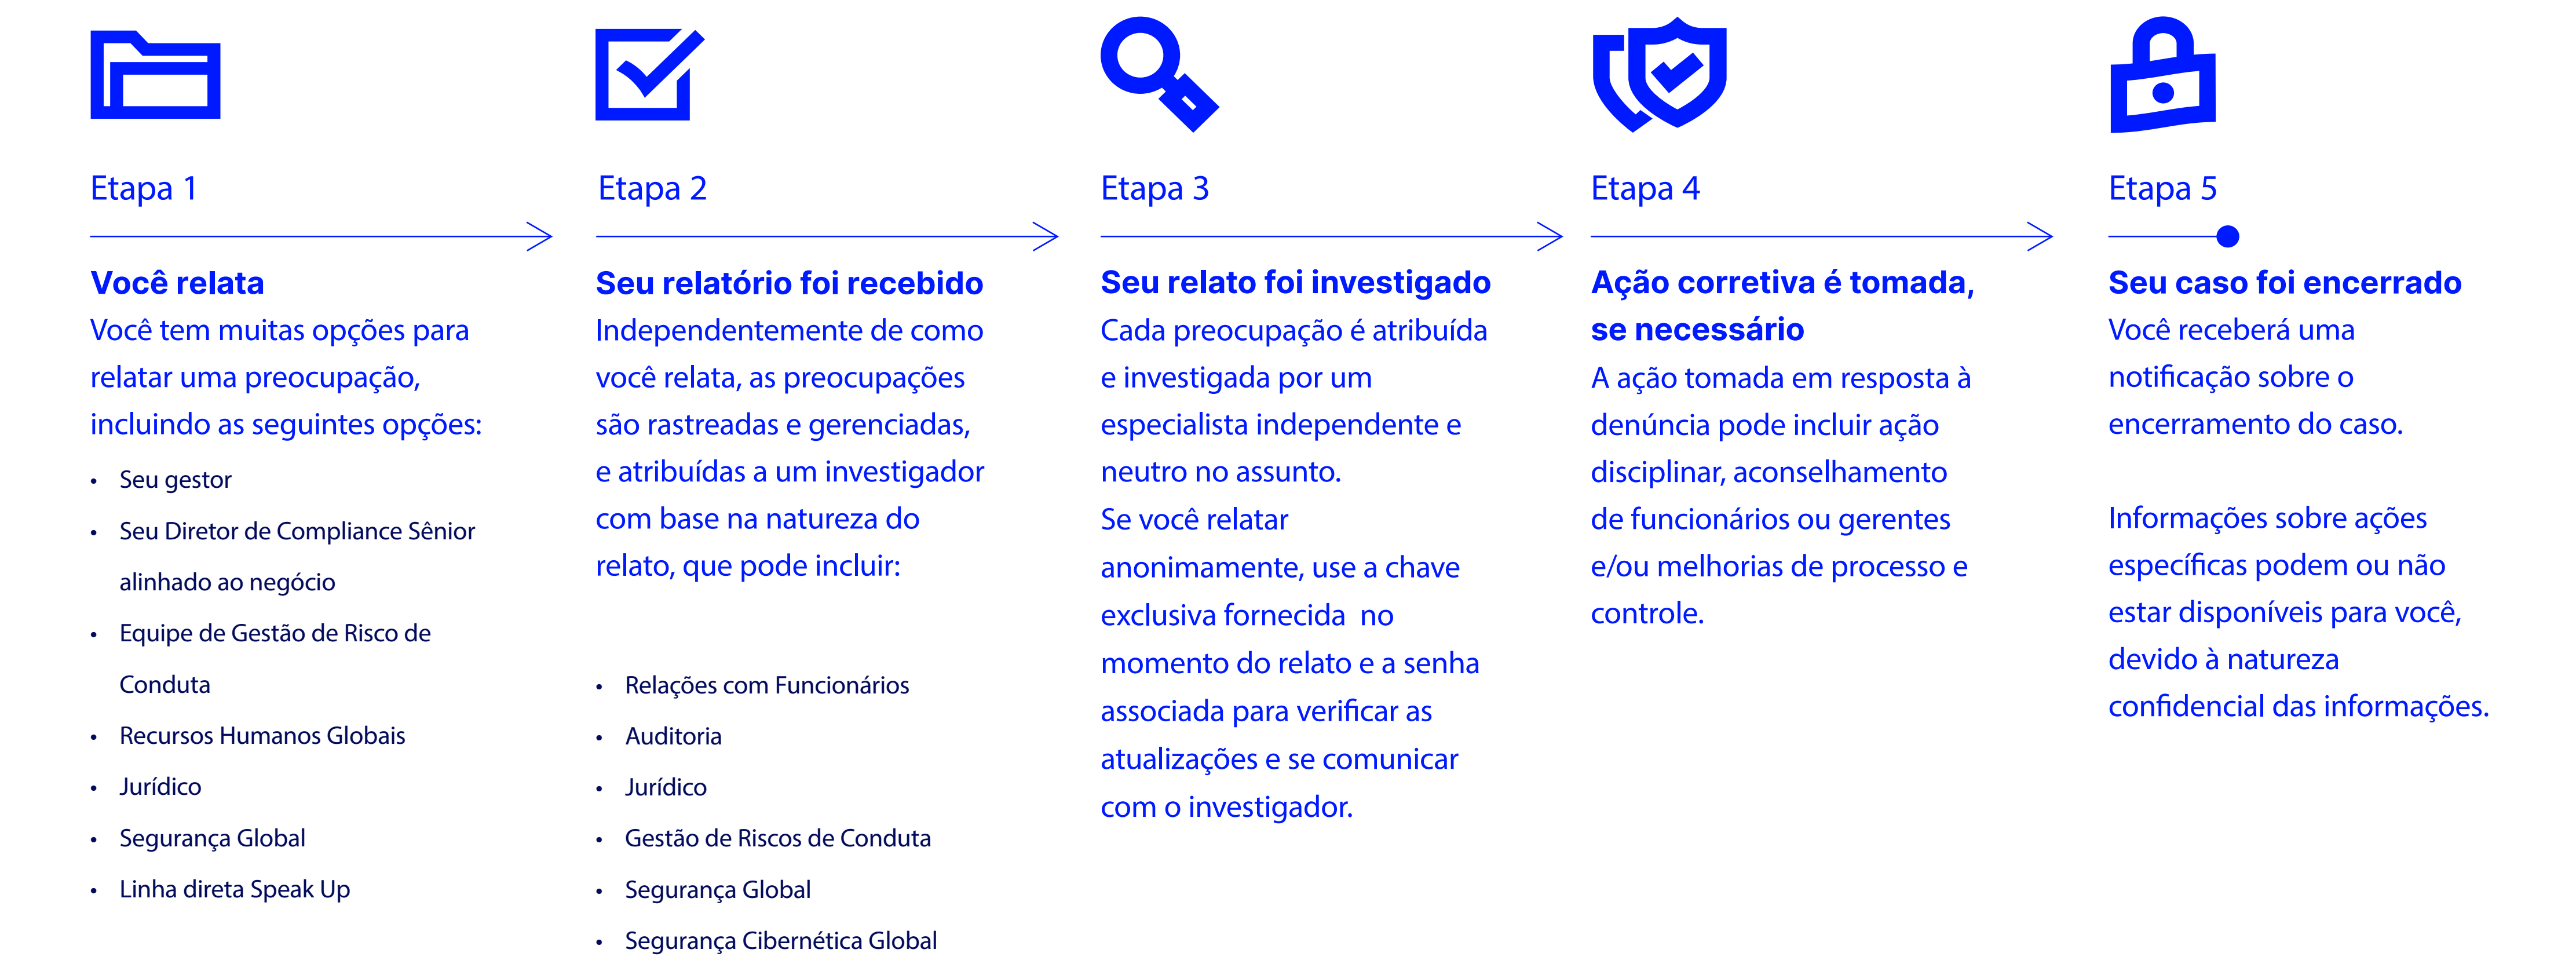 Etapa 1
Você relata
Você tem muitas opções para
relatar uma preocupação,
incluindo as seguintes opções:
• Seu gestor
• Seu Diretor de Compliance Sênior
alinhado ao negócio
• Equipe de Gestão de Risco de
Conduta
• Recursos Humanos Globais
• Jurídico
• Segurança Global
• Linha direta Speak Up
Etapa 2
Seu relatório foi recebido
Independentemente de como
você relata, as preocupações
são rastreadas e gerenciadas,
e atribuídas a um investigador
com base na natureza do
relato, que pode incluir:
• Relações com Funcionários
• Auditoria
• Jurídico
• Gestão de Riscos de Conduta
• Segurança Global
• Segurança Cibernética Global
Etapa 3
Seu relato foi investigado
Cada preocupação é atribuída
e investigada por um
especialista independente e
neutro no assunto.
Se você relatar
anonimamente, use a chave
exclusiva fornecida  no
momento do relato e a senha
associada para verificar as
atualizações e se comunicar
com o investigador.
Etapa 4
Ação corretiva é tomada,
se necessário
A ação tomada em resposta à
denúncia pode incluir ação
disciplinar, aconselhamento
de funcionários ou gerentes
e/ou melhorias de processo e
controle.
Etapa 5
Seu caso foi encerrado
Você receberá uma
notificação sobre o
encerramento do caso.
Informações sobre ações
específicas podem ou não
estar disponíveis para você,
devido à natureza
confidencial das informações.